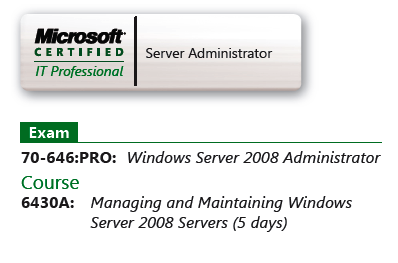 Microsoft
CERTIFIED
IT Professional
Server Administrator
Exam
70-646:PRO: Windows Server 2008 Administrator
Course
6430A: Managing and Maintaining Windows
Server 2008 Servers (5 days)